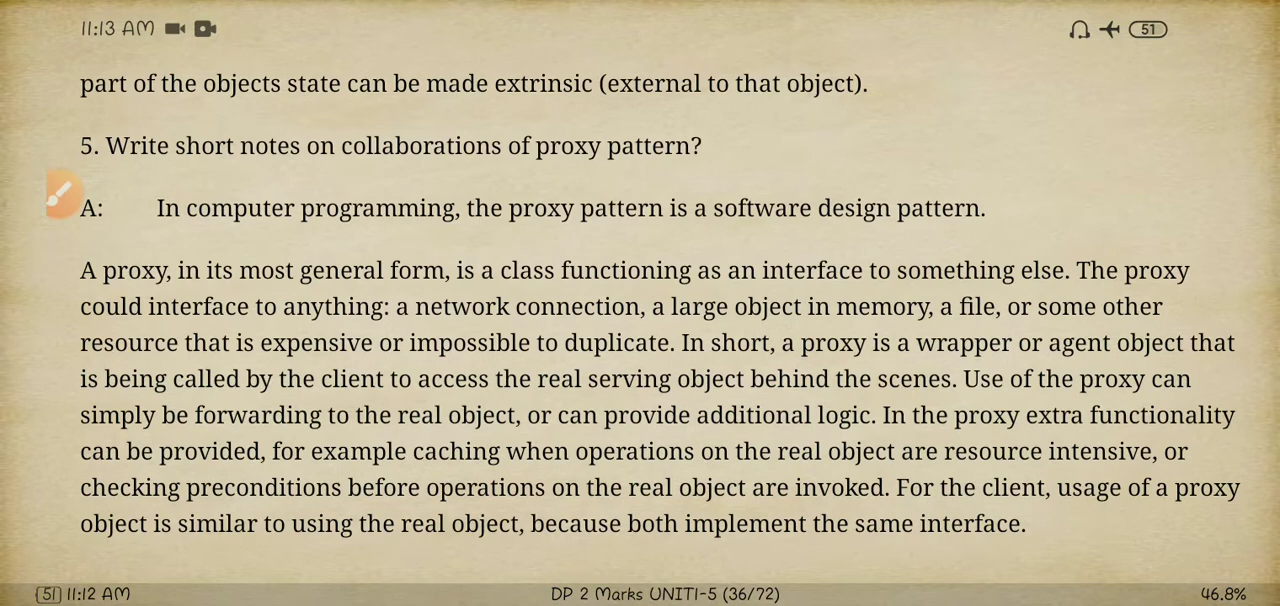 11:13 AM
51
part of the objects state can be made extrinsic (external to that object).
5. Write short notes on collaborations of proxy pattern?
A: In computer programming, the proxy pattern is a software design pattern.
A proxy, in its most general form, is a class functioning as an interface to something else. The proxy
could interface to anything: a network connection, a large object in memory, a file, or some other
resource that is expensive or impossible to duplicate. In short, a proxy is a wrapper or agent object that
is being called by the client to access the real serving object behind the scenes. Use of the proxy can
simply be forwarding to the real object, or can provide additional logic. In the proxy extra functionality
can be provided, for example caching when operations on the real object are resource intensive, or
checking preconditions before operations on the real object are invoked. For the client, usage of a proxy
object is similar to using the real object, because both implement the same interface.
51 11:12 AM DP 2 Marks UNIT1-5 (36/72) 46.8%